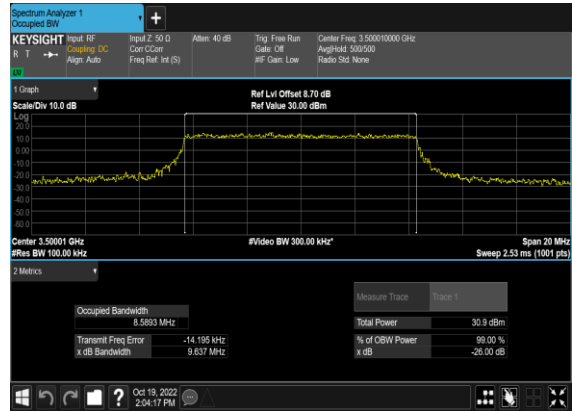 Spectrum Analyzer 1
Occupied BW
+
KEYSIGHT Input: RF Input Z: 50 Ω Atten: 40 dB Trig: Free Run Center Freq: 3.500010000 GHz
R T Coupling: DC Corr CCorr Gate: Off Avg|Hold: 500/500
Align: Auto Freq Ref: Int (S) #IF Gain: Low Radio Std: None
1 Graph
Ref Lvl Offset 8.70 dB
Scale/Div 10.0 dB Ref Value 30.00 dBm
Log
20.0
10.0
0.00
-10.0
-20.0
-30.0
-40.0
-50.0
-60.0
Center 3.50001 GHz #Video BW 300.00 kHz* Span 20 MHz
#Res BW 100.00 kHz Sweep 2.53 ms (1001 pts)
2 Metrics
Measure Trace Trace 1
Occupied Bandwidth
8.5893 MHz Total Power 30.9 dBm
Transmit Freq Error -14.195 kHz % of OBW Power 99.00 %
x dB Bandwidth 9.637 MHz x dB -26.00 dB
? Oct 19, 2022
2:04:17 PM